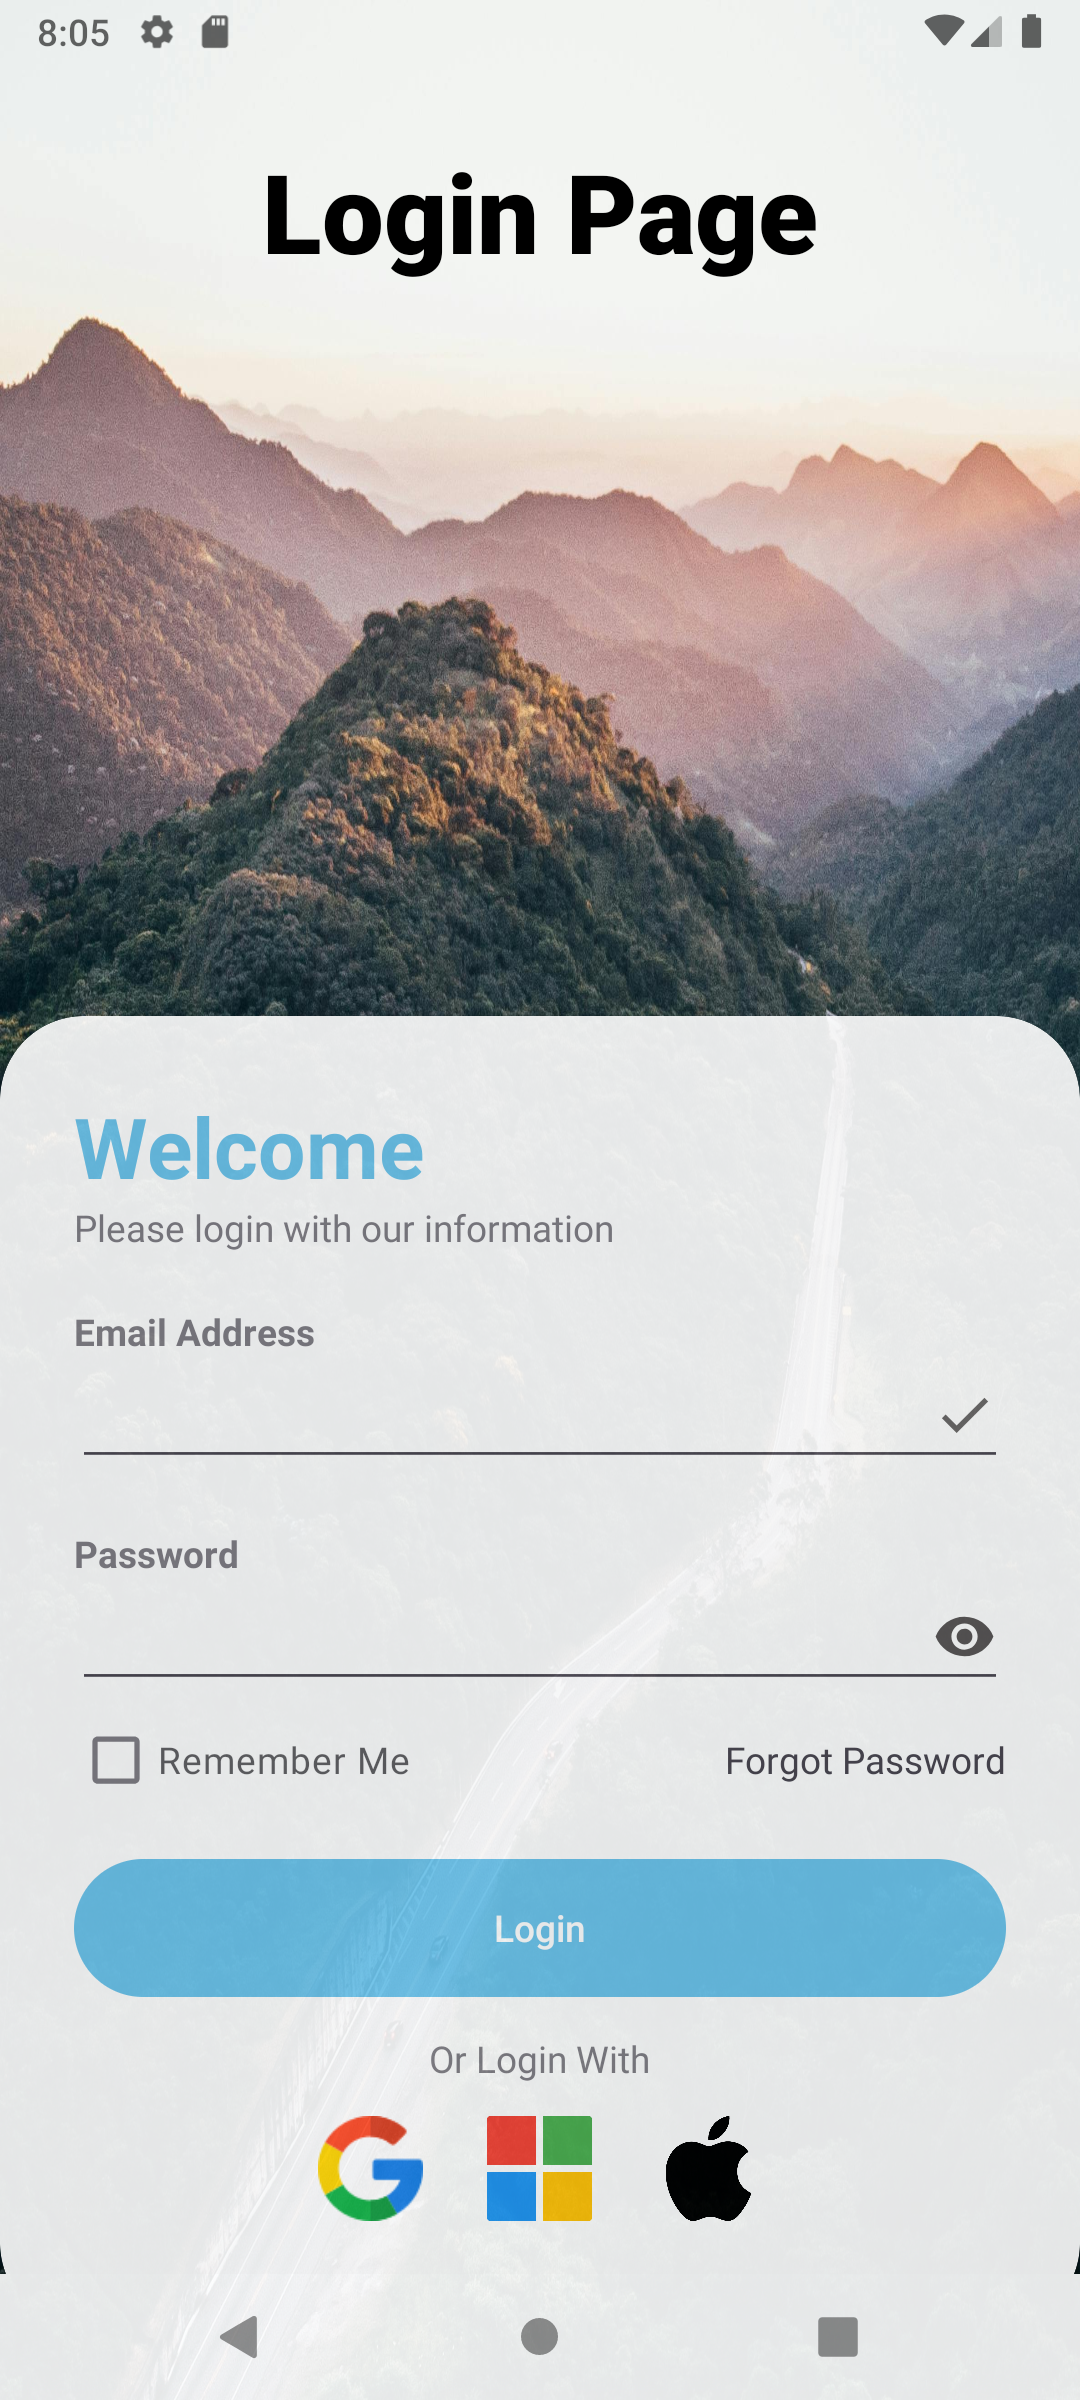 8:05
Login Page
Welcome
Please login with our information
Email Address
Password
Remember Me
Forgot Password
Login
Or Login With